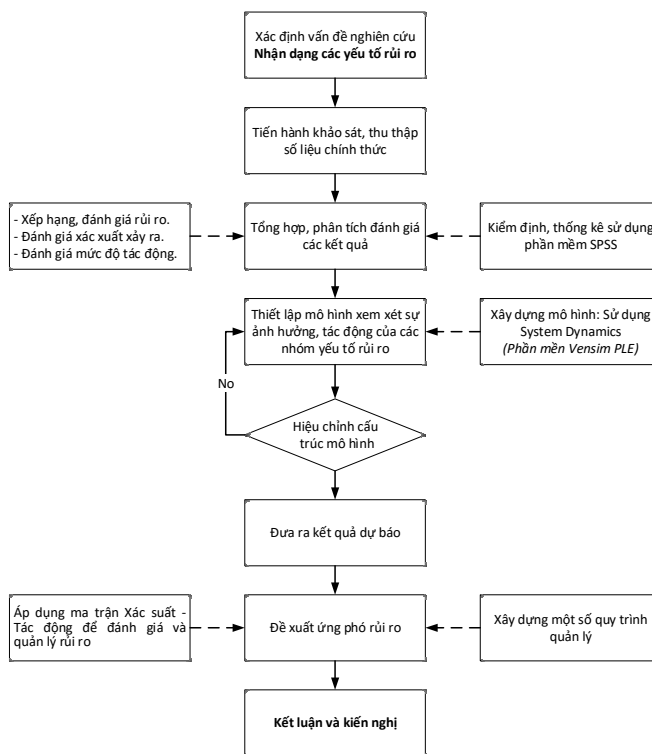 Xác định vấn đề nghiên cứu
Nhận dạng các yếu tố rủi ro
Tiến hành khảo sát, thu thập
số liệu chính thức
- Xếp hạng, đánh giá rủi ro.
- Đánh giá xác xuất xảy ra.
- Đánh giá mức độ tác động.
Tổng hợp, phân tích đánh giá
các kết quả
Kiểm định, thống kê sử dụng
phần mềm SPSS
Thiết lập mô hình xem xét sự
ảnh hưởng, tác động của các
nhóm yếu tố rủi ro
Xây dựng mô hình: Sử dụng
System Dynamics
(Phần mền Vensim PLE)
No
Hiệu chỉnh cấu
trúc mô hình
Đưa ra kết quả dự báo
Áp dụng ma trận Xác suất -
Tác động để đánh giá và
quản lý rủi ro
Đề xuất ứng phó rủi ro
Xây dựng một số quy trình
quản lý
Kết luận và kiến nghị